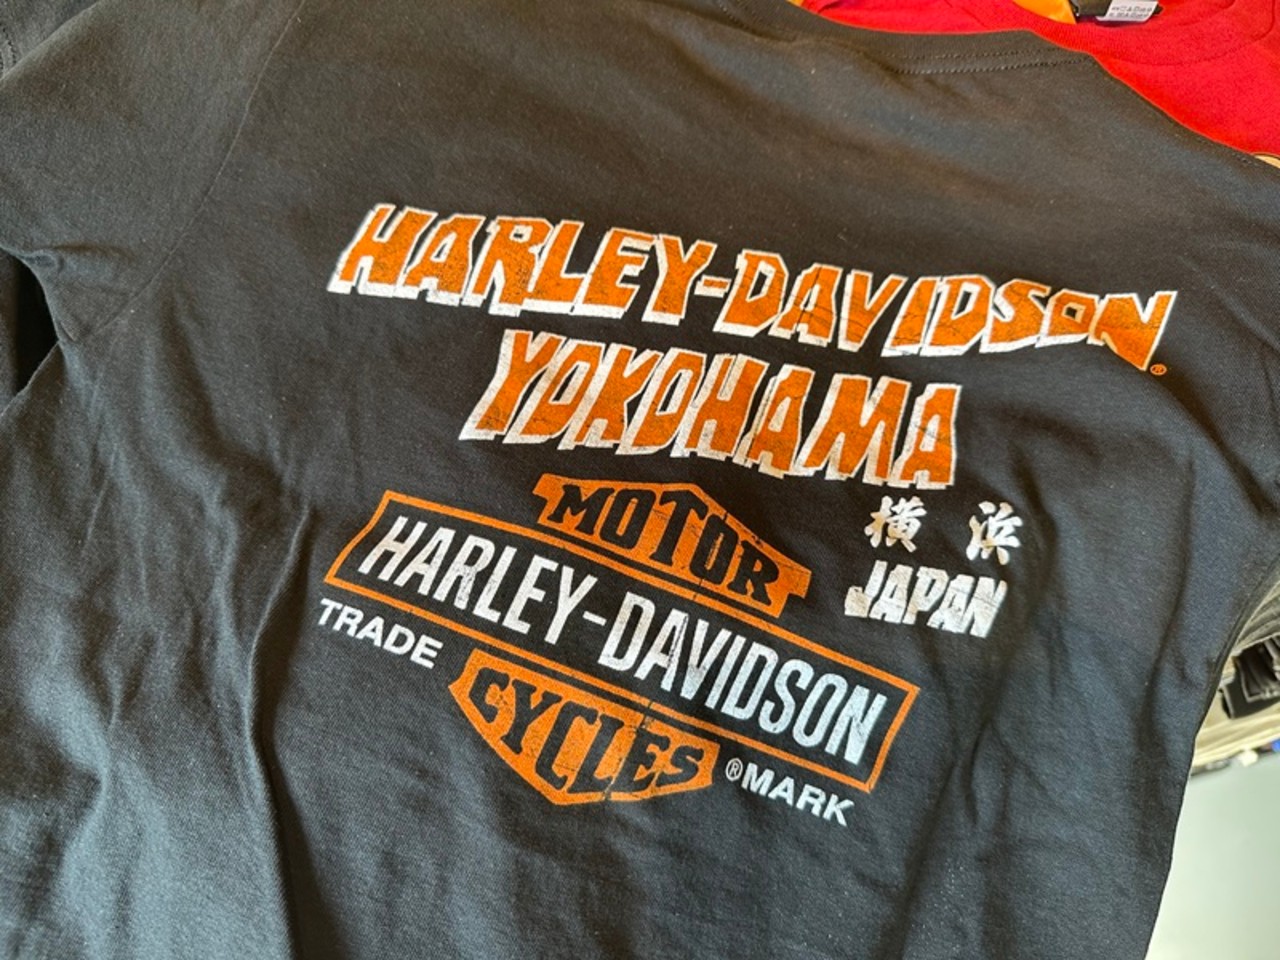 HARLEY-DAVIDSON®
YOKOHAMA
横浜
JAPAN
MOTOR
HARLEY-DAVIDSON
CYCLES
TRADE
®MARK